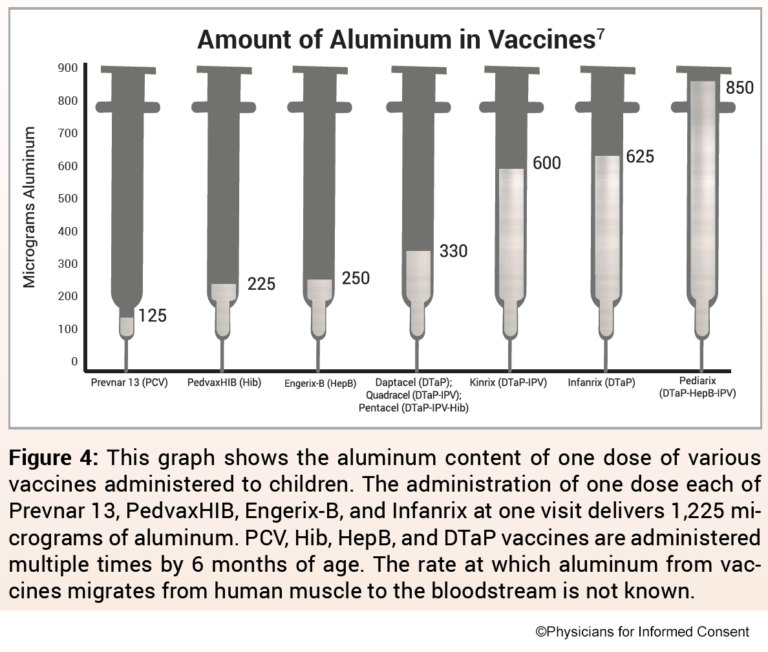 Amount of Aluminum in Vaccines7
Micrograms Aluminum
900
800
700
600
500
400
300
200
100
0
125
225
250
330
600
625
850
Prevnar 13 (PCV)
PedvaxHIB (Hib)
Engerix-B (HepB)
Daptacel (DTaP);
Quadracel (DTaP-IPV);
Pentacel (DTaP-IPV-Hib)
Kinrix (DTaP-IPV)
Infanrix (DTaP)
Pediarix
(DTaP-HepB-IPV)
Figure 4: This graph shows the aluminum content of one dose of various
vaccines administered to children. The administration of one dose each of
Prevnar 13, PedvaxHIB, Engerix-B, and Infanrix at one visit delivers 1,225 mi-
crograms of aluminum. PCV, Hib, HepB, and DTaP vaccines are administered
multiple times by 6 months of age. The rate at which aluminum from vac-
cines migrates from human muscle to the bloodstream is not known.
©Physicians for Informed Consent